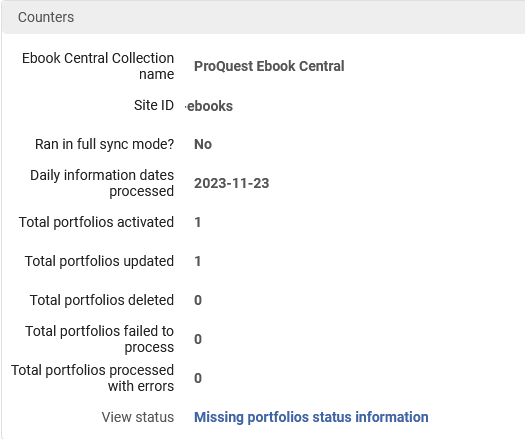 Counters
Ebook Central Collection
name
ProQuest Ebook Central
Site ID
-ebooks
Ran in full sync mode?
No
Daily information dates
processed
2023-11-23
Total portfolios activated
1
Total portfolios updated
1
Total portfolios deleted
0
Total portfolios failed to
process
0
Total portfolios processed
with errors
0
View status
Missing portfolios status information